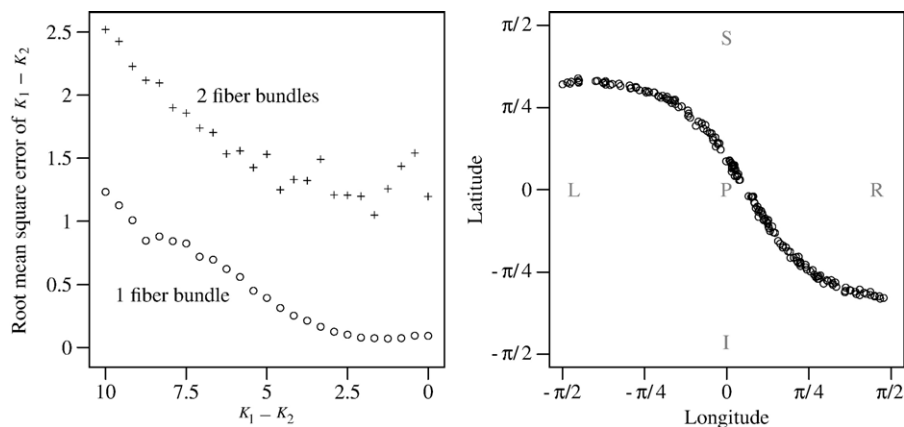 Root mean square error of K₁ – K₂
2.5
2
1.5
1
0.5
0
2 fiber bundles
1 fiber bundle
10
7.5
5
2.5
0
K₁ – K₂
Latitude
π/2
π/4
0
-π/4
-π/2
S
L
P
R
I
-π/2
-π/4
0
π/4
π/2
Longitude